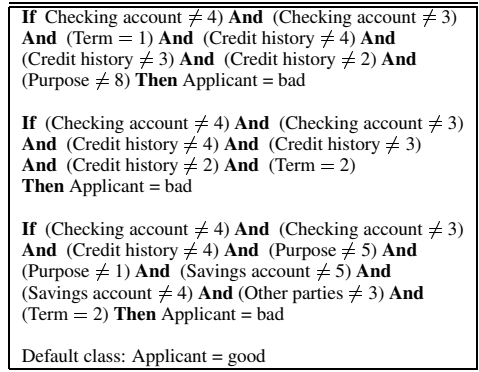 If Checking account ≠ 4) And (Checking account ≠ 3)
And (Term = 1) And (Credit history ≠ 4) And
(Credit history ≠ 3) And (Credit history ≠ 2) And
(Purpose ≠ 8) Then Applicant = bad
If (Checking account ≠ 4) And (Checking account ≠ 3)
And (Credit history ≠ 4) And (Credit history ≠ 3)
And (Credit history ≠ 2) And (Term = 2)
Then Applicant = bad
If (Checking account ≠ 4) And (Checking account ≠ 3)
And (Credit history ≠ 4) And (Purpose ≠ 5) And
(Purpose ≠ 1) And (Savings account ≠ 5) And
(Savings account ≠ 4) And (Other parties ≠ 3) And
(Term = 2) Then Applicant = bad
Default class: Applicant = good